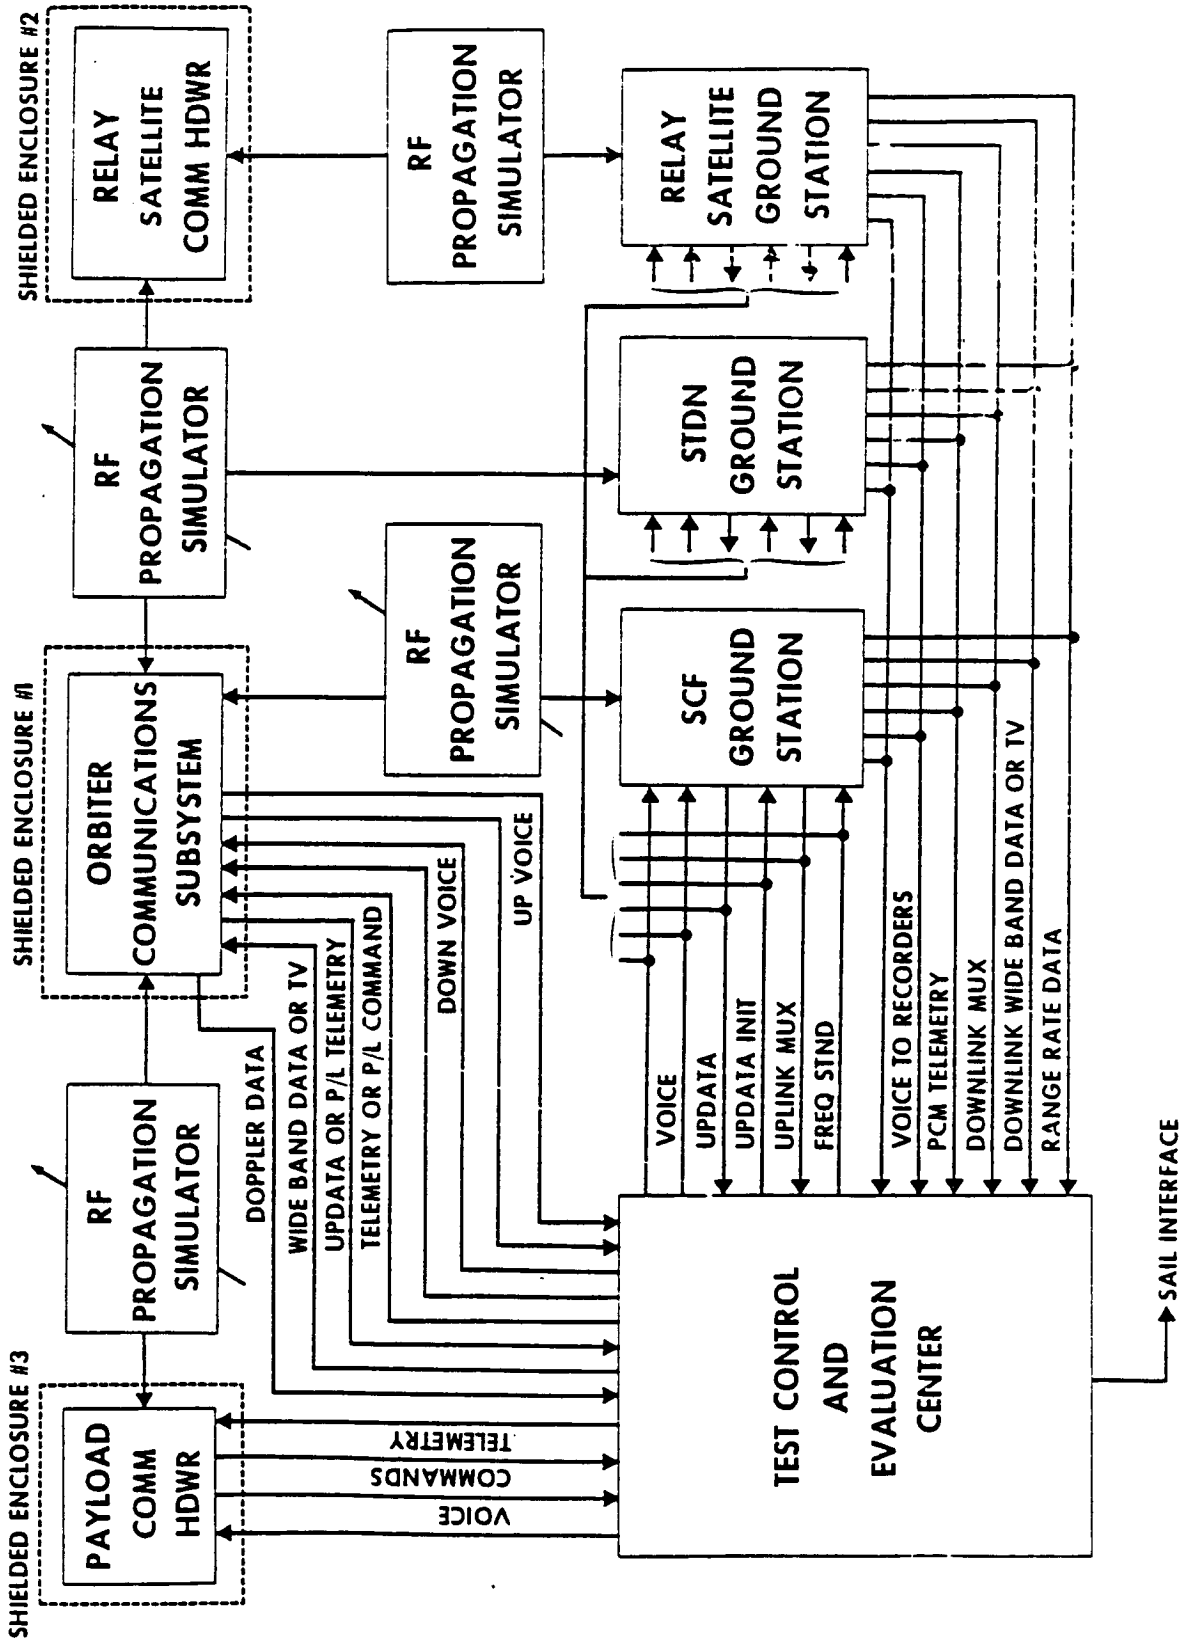 SHIELDED ENCLOSURE #3
PAYLOAD
COMM
HDWR
RF
PROPAGATION
SIMULATOR
SHIELDED ENCLOSURE #1
ORBITER
COMMUNICATIONS
SUBSYSTEM
RF
PROPAGATION
SIMULATOR
SHIELDED ENCLOSURE #2
RELAY
SATELLITE
COMM HDWR
TELEMETRY
COMMANDS
VOICE
DOPPLER DATA
WIDE BAND DATA OR TV
UPDATA OR P/L TELEMETRY
TELEMETRY OR P/L COMMAND
DOWN VOICE
UP VOICE
RF
PROPAGATION
SIMULATOR
RF
PROPAGATION
SIMULATOR
TEST CONTROL
AND
EVALUATION
CENTER
VOICE
UPDATA
UPDATA INIT
UPLINK MUX
FREQ STND
SCF
GROUND
STATION
STDN
GROUND
STATION
RELAY
SATELLITE
GROUND
STATION
VOICE TO RECORDERS
PCM TELEMETRY
DOWNLINK MUX
DOWNLINK WIDE BAND DATA OR TV
RANGE RATE DATA
SAIL INTERFACE